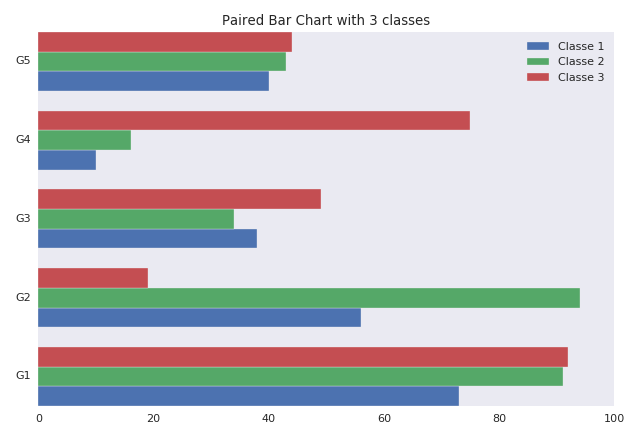 Paired Bar Chart with 3 classes
Classe 1
Classe 2
Classe 3
G5
G4
G3
G2
G1
0 20 40 60 80 100